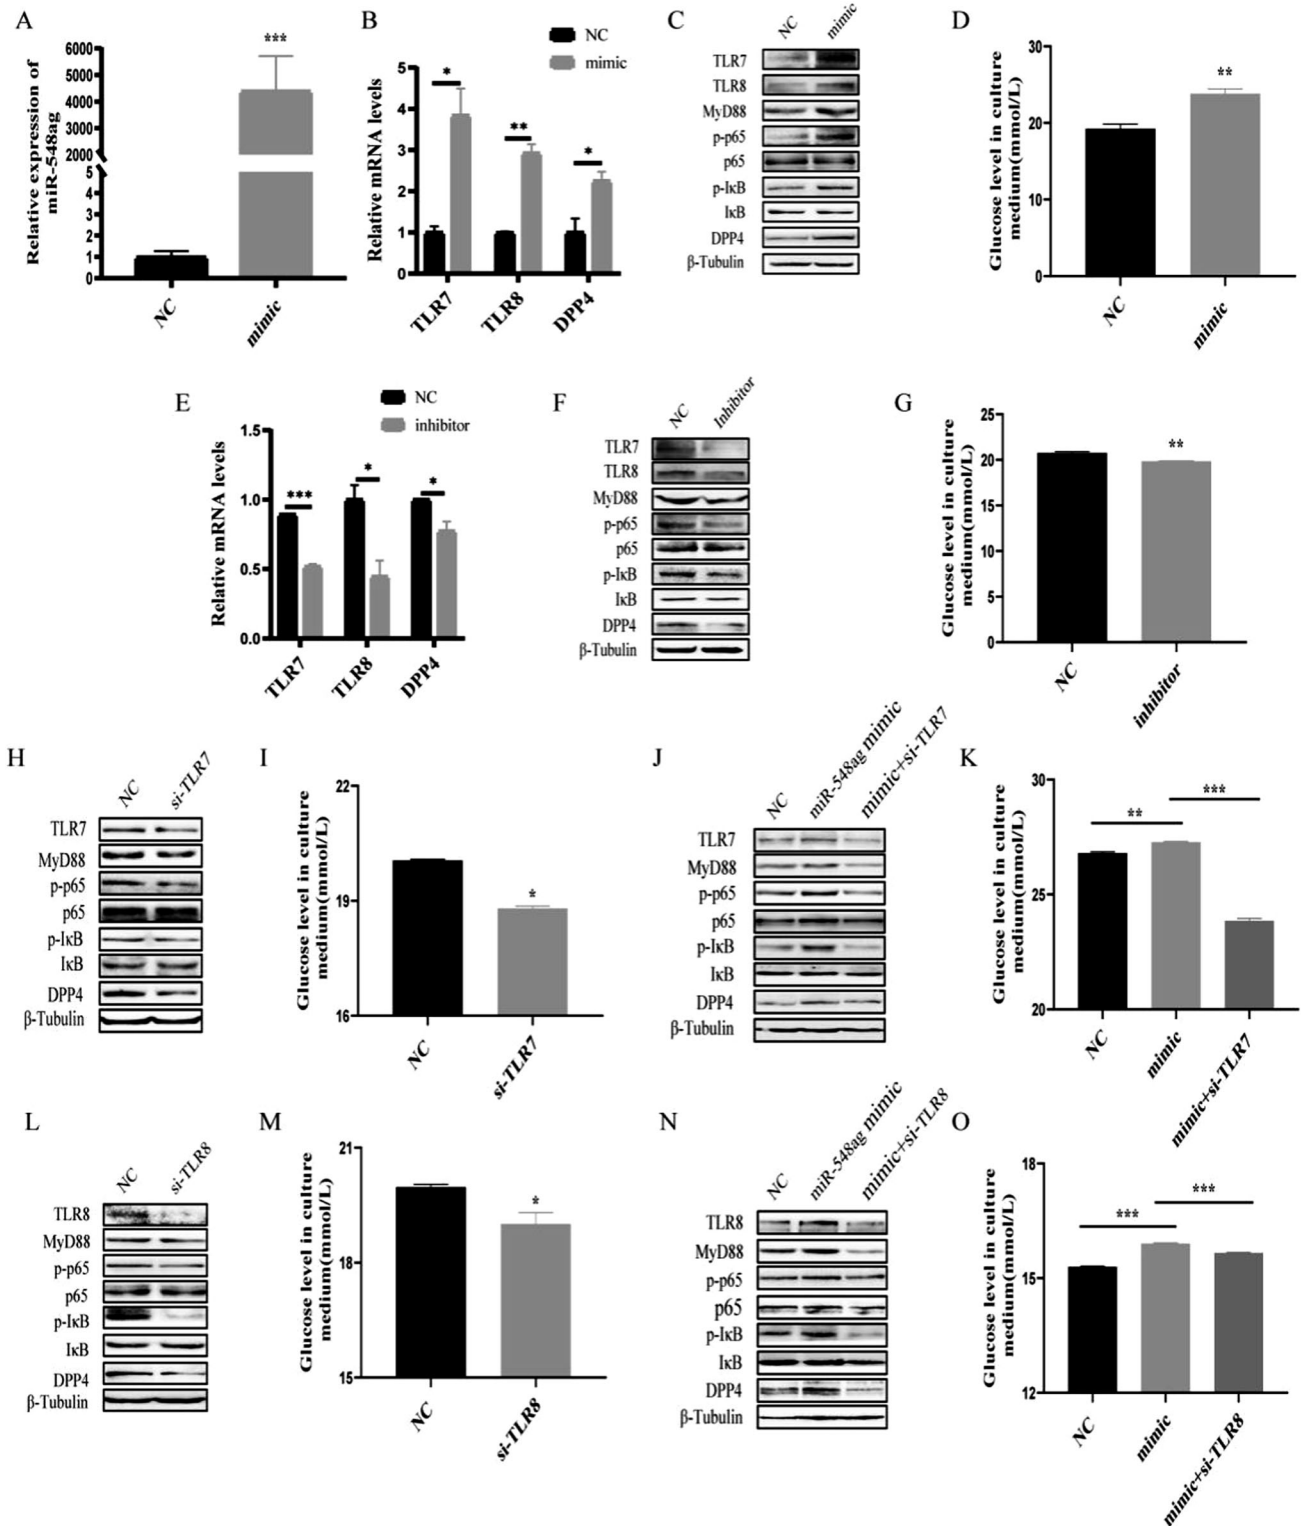 A
Relative expression of
miR-548ag
6000
5000
4000
3000
2000
5
4
3
2
1
0
***
NC
mimic
B
NC
mimic
Relative mRNA levels
5
4
3
2
1
0
*
**
*
TLR7
TLR8
DPP4
C
NC
mimic
TLR7
TLR8
MyD88
p-p65
p65
p-IκB
IκB
DPP4
β-Tubulin
D
Glucose level in culture
medium(mmol/L)
30
20
10
0
**
NC
mimic
E
NC
inhibitor
Relative mRNA levels
1.5
1.0
0.5
0.0
***
*
*
TLR7
TLR8
DPP4
F
NC
Inhibitor
TLR7
TLR8
MyD88
p-p65
p65
p-IκB
IκB
DPP4
β-Tubulin
G
Glucose level in culture
medium(mmol/L)
25
20
15
10
5
0
**
NC
inhibitor
H
NC
si-TLR7
TLR7
MyD88
p-p65
p65
p-IκB
IκB
DPP4
β-Tubulin
I
Glucose level in culture
medium(mmol/L)
22
19
16
*
NC
si-TLR7
J
NC
miR-548ag mimic
mimic+si-TLR7
TLR7
MyD88
p-p65
p65
p-IκB
IκB
DPP4
β-Tubulin
K
Glucose level in culture
medium(mmol/L)
30
25
20
**
***
NC
mimic
mimic+si-TLR7
L
NC
si-TLR8
TLR8
MyD88
p-p65
p65
p-IκB
IκB
DPP4
β-Tubulin
M
Glucose level in culture
medium(mmol/L)
21
18
15
*
NC
si-TLR8
N
NC
miR-548ag mimic
mimic+si-TLR8
TLR8
MyD88
p-p65
p65
p-IκB
IκB
DPP4
β-Tubulin
O
Glucose level in culture
medium(mmol/L)
18
15
12
***
***
NC
mimic
mimic+si-TLR8